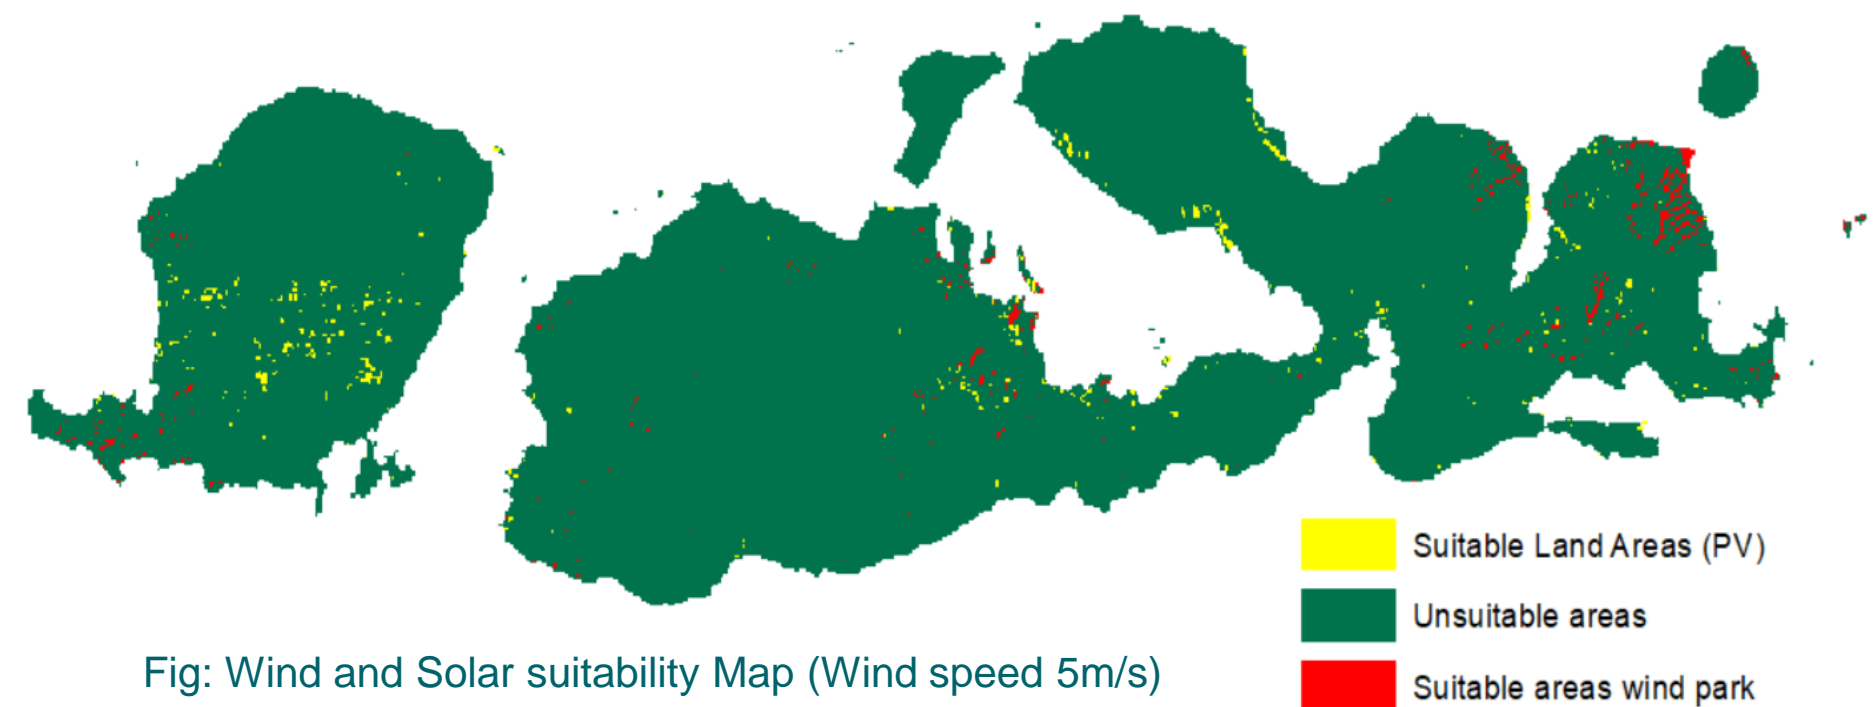 Suitable Land Areas (PV)
Unsuitable areas
Suitable areas wind park
Fig: Wind and Solar suitability Map (Wind speed 5m/s)